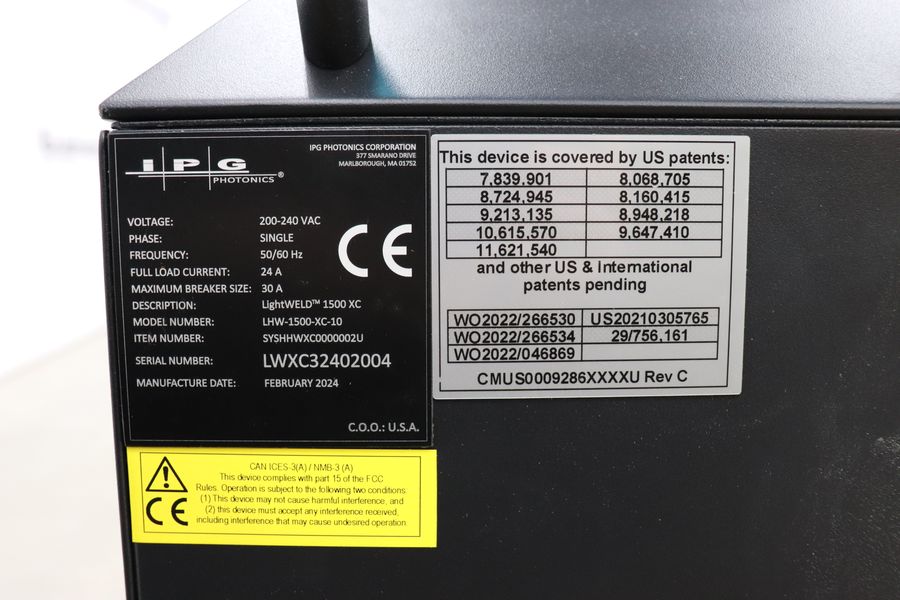 IPG
PHOTONICS®
IPG PHOTONICS CORPORATION
377 SMARANO DRIVE
MARLBOROUGH, MA 01752
VOLTAGE: 200-240 VAC
PHASE: SINGLE
FREQUENCY: 50/60 Hz
FULL LOAD CURRENT: 24 A
MAXIMUM BREAKER SIZE: 30 A
DESCRIPTION: LightWELD™ 1500 XC
MODEL NUMBER: LHW-1500-XC-10
ITEM NUMBER: SYSHHWXC0000002U
SERIAL NUMBER: LWXC32402004
MANUFACTURE DATE: FEBRUARY 2024
CE
C.O.O.: U.S.A.
This device is covered by US patents:
7,839,901 8,068,705
8,724,945 8,160,415
9,213,135 8,948,218
10,615,570 9,647,410
11,621,540
and other US & International
patents pending
WO2022/266530 US20210305765
WO2022/266534 29/756,161
WO2022/046869
CMUS0009286XXXXU Rev C
CAN ICES-3(A) / NMB-3 (A)
This device complies with part 15 of the FCC
Rules. Operation is subject to the following two conditions.
(1) This device may not cause harmful interference, and
(2) this device must accept any interference received,
including interference that may cause undesired operation
CE